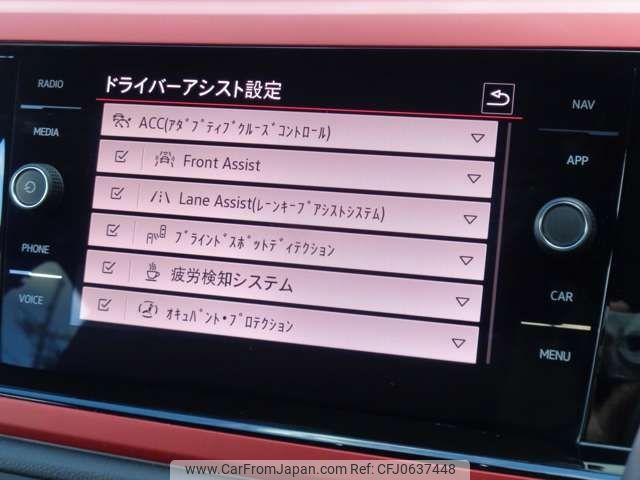 RADIO
MEDIA
PHONE
VOICE
ドライバーアシスト設定
ACC(ｱﾀﾞﾌﾟﾃｨﾌﾞｸﾙｰｽﾞｺﾝﾄﾛｰﾙ)
Front Assist
Lane Assist(ﾚｰﾝｷｰﾌﾟｱｼｽﾄｼｽﾃﾑ)
ﾌﾞﾗｲﾝﾄﾞｽﾎﾟｯﾄﾃﾞｨﾃｸｼｮﾝ
疲労検知システム
ｵｷｭﾊﾟﾝﾄ・ﾌﾟﾛﾃｸｼｮﾝ
NAV
APP
CAR
MENU
www.CarFromJapan.com - Ref No. CFJ0637448